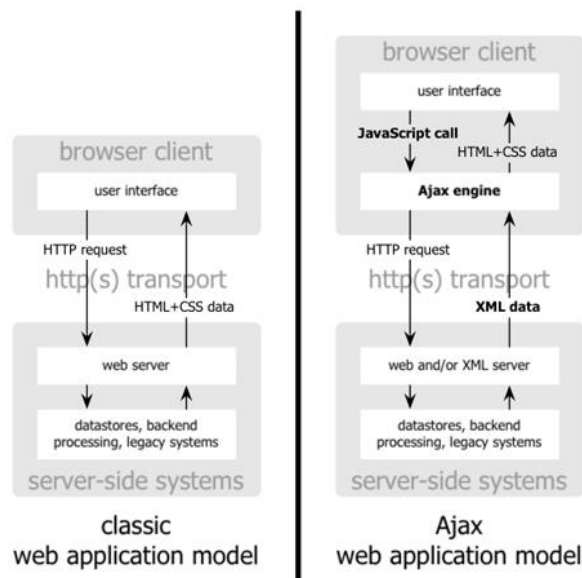 browser client
user interface
HTTP request
http(s) transport
HTML+CSS data
web server
datastores, backend
processing, legacy systems
server-side systems
classic
web application model
browser client
user interface
JavaScript call
HTML+CSS data
Ajax engine
HTTP request
http(s) transport
XML data
web and/or XML server
datastores, backend
processing, legacy systems
server-side systems
Ajax
web application model